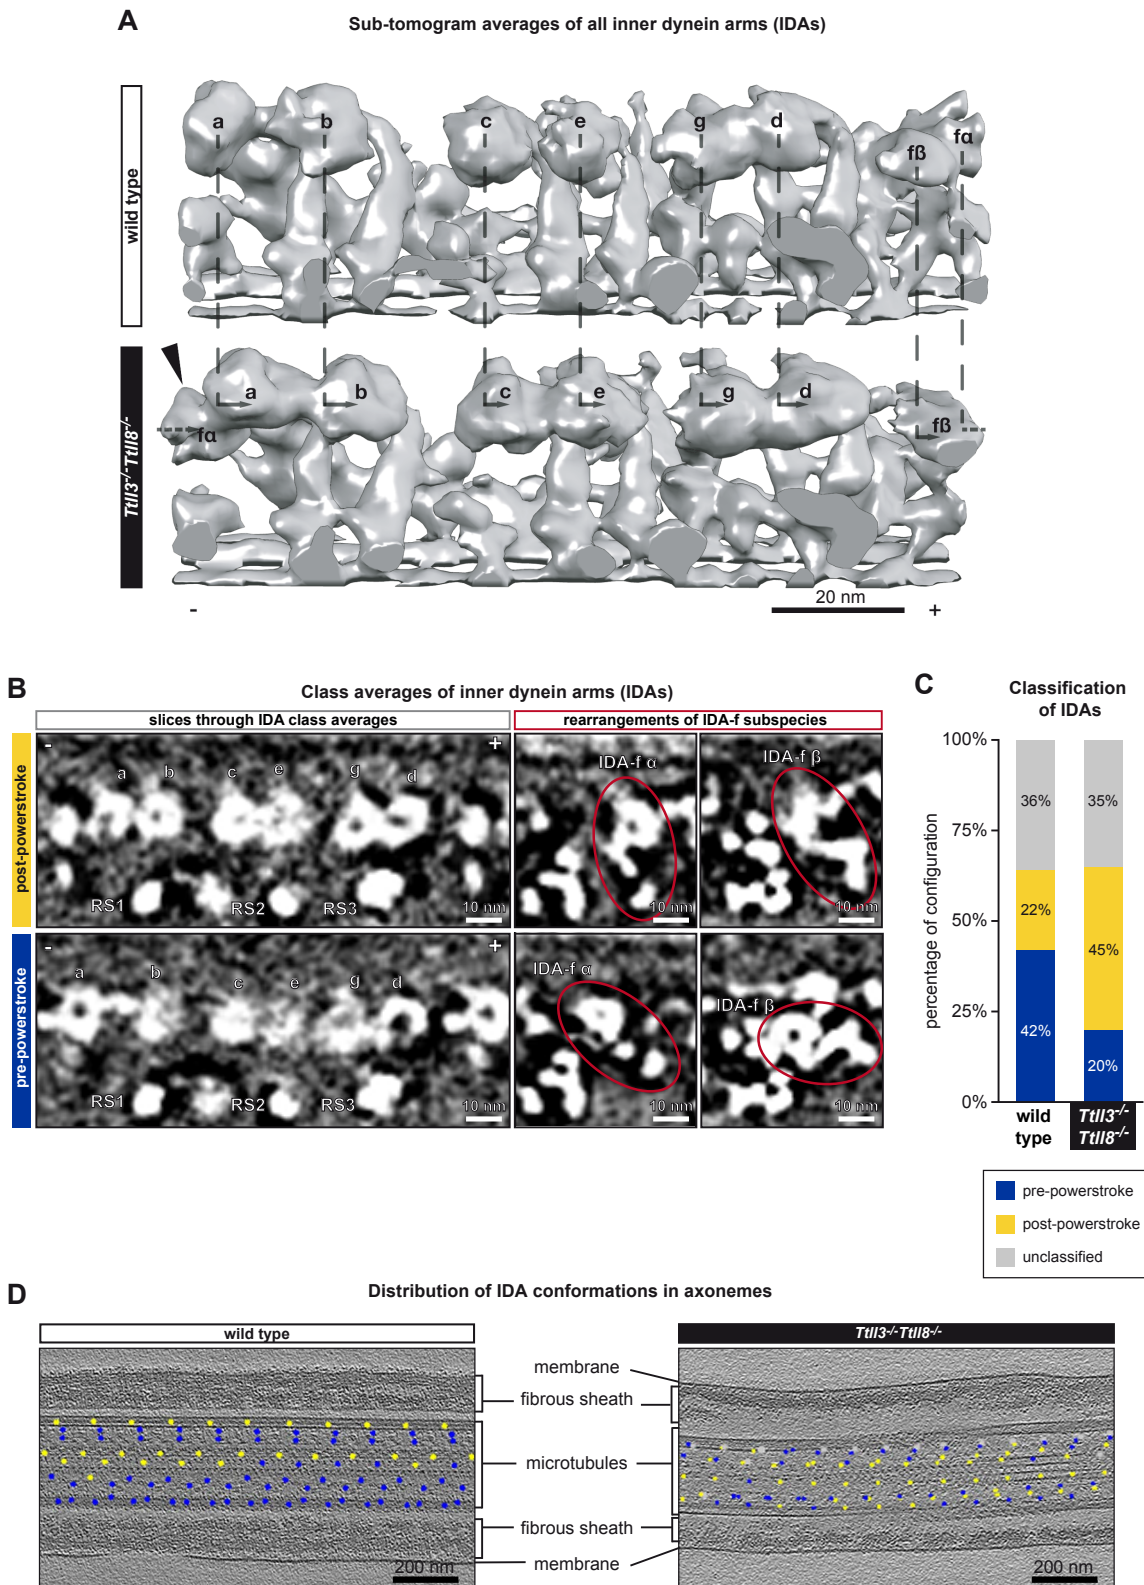 A
Sub-tomogram averages of all inner dynein arms (IDAs)
wild type
a b c e g d fß fα
Ttll3-/-Ttll8-/-
fα a b c e g d fß
20 nm
- +
B
Class averages of inner dynein arms (IDAs)
slices through IDA class averages
rearrangements of IDA-f subspecies
post-powerstroke
- +
a b c e g d
RS1 RS2 RS3
10 nm
IDA-f α
10 nm
IDA-f β
10 nm
pre-powerstroke
- +
a b c e g d
RS1 RS2 RS3
10 nm
IDA-f α
10 nm
IDA-f β
10 nm
C
Classification
of IDAs
percentage of configuration
100%
75%
50%
25%
0%
36%
22%
42%
35%
45%
20%
wild
type
Ttll3-/-
Ttll8-/-
pre-powerstroke
post-powerstroke
unclassified
D
Distribution of IDA conformations in axonemes
wild type
Ttll3-/-Ttll8-/-
membrane
fibrous sheath
microtubules
fibrous sheath
membrane
200 nm
200 nm